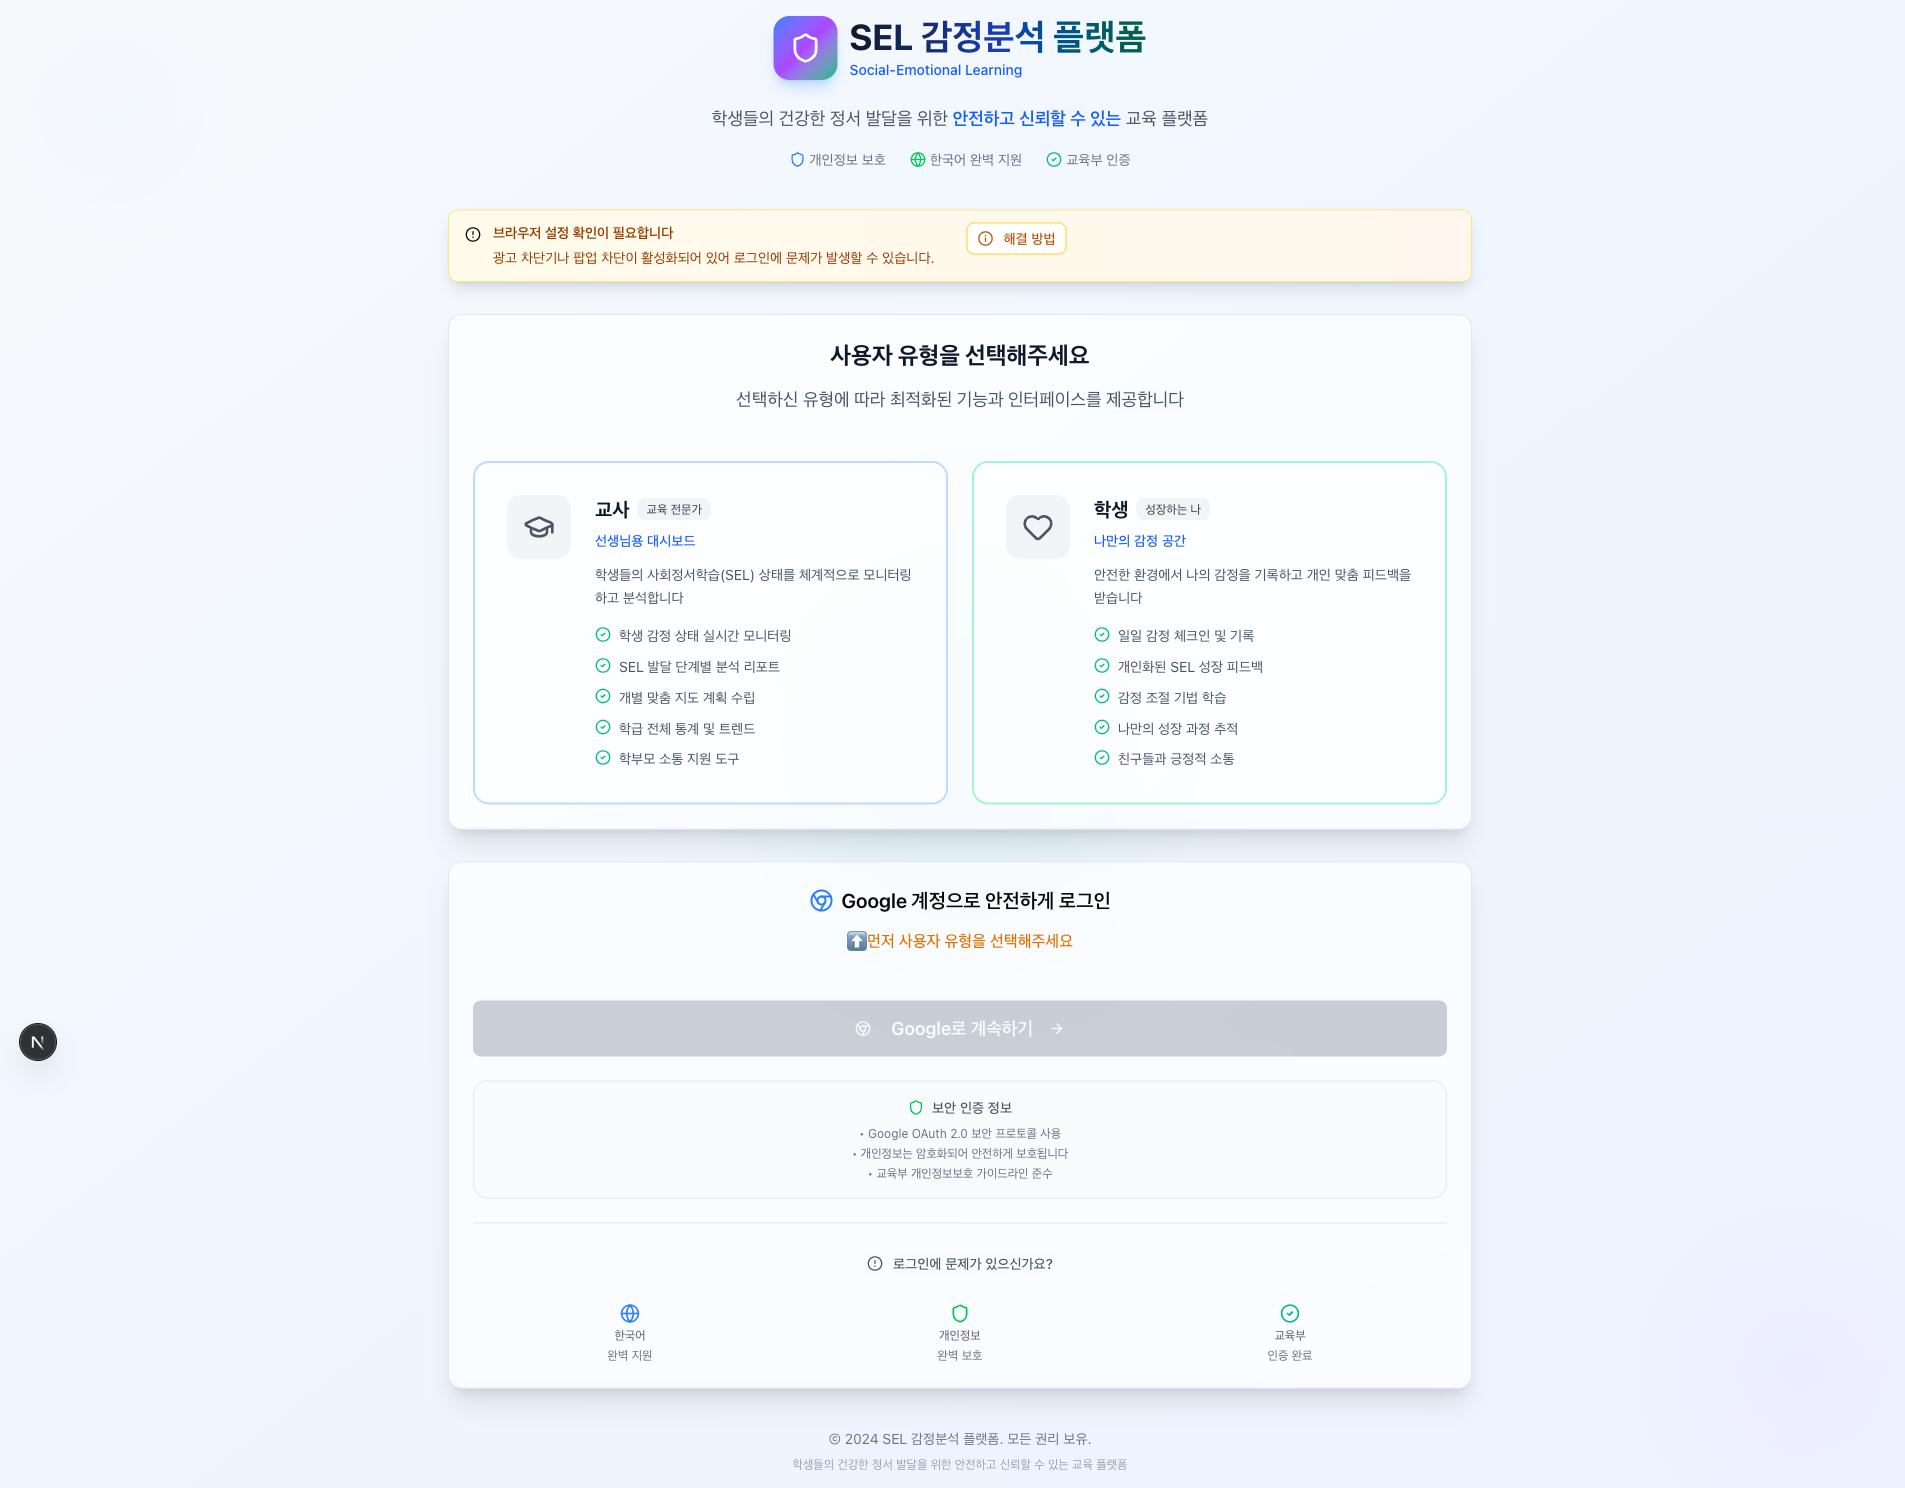 SEL 감정분석 플랫폼
Social-Emotional Learning
학생들의 건강한 정서 발달을 위한 안전하고 신뢰할 수 있는 교육 플랫폼
개인정보 보호 한국어 완벽 지원 교육부 인증
브라우저 설정 확인이 필요합니다
광고 차단기나 팝업 차단이 활성화되어 있어 로그인에 문제가 발생할 수 있습니다.
해결 방법
사용자 유형을 선택해주세요
선택하신 유형에 따라 최적화된 기능과 인터페이스를 제공합니다
교사 교육 전문가
선생님용 대시보드
학생들의 사회정서학습(SEL) 상태를 체계적으로 모니터링
하고 분석합니다
학생 감정 상태 실시간 모니터링
SEL 발달 단계별 분석 리포트
개별 맞춤 지도 계획 수립
학급 전체 통계 및 트렌드
학부모 소통 지원 도구
학생 성장하는 나
나만의 감정 공간
안전한 환경에서 나의 감정을 기록하고 개인 맞춤 피드백을
받습니다
일일 감정 체크인 및 기록
개인화된 SEL 성장 피드백
감정 조절 기법 학습
나만의 성장 과정 추적
친구들과 긍정적 소통
Google 계정으로 안전하게 로그인
⬆️먼저 사용자 유형을 선택해주세요
Google로 계속하기 →
보안 인증 정보
• Google OAuth 2.0 보안 프로토콜 사용
• 개인정보는 암호화되어 안전하게 보호됩니다
• 교육부 개인정보보호 가이드라인 준수
로그인에 문제가 있으신가요?
한국어
완벽 지원
개인정보
완벽 보호
교육부
인증 완료
© 2024 SEL 감정분석 플랫폼. 모든 권리 보유.
학생들의 건강한 정서 발달을 위한 안전하고 신뢰할 수 있는 교육 플랫폼
N